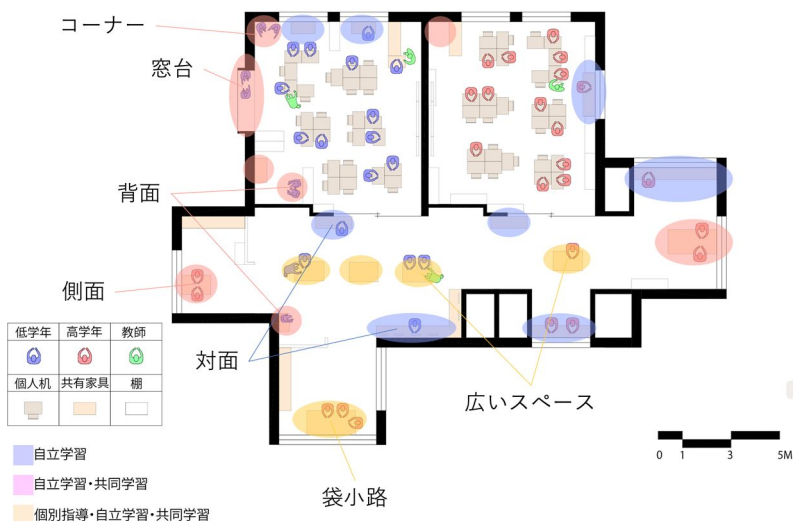 コーナー
窓台
背面
側面
対面
広いスペース
袋小路
低学年 高学年 教師
個人机 共有家具 棚
自立学習
自立学習・共同学習
個別指導・自立学習・共同学習
0 1 3 5M